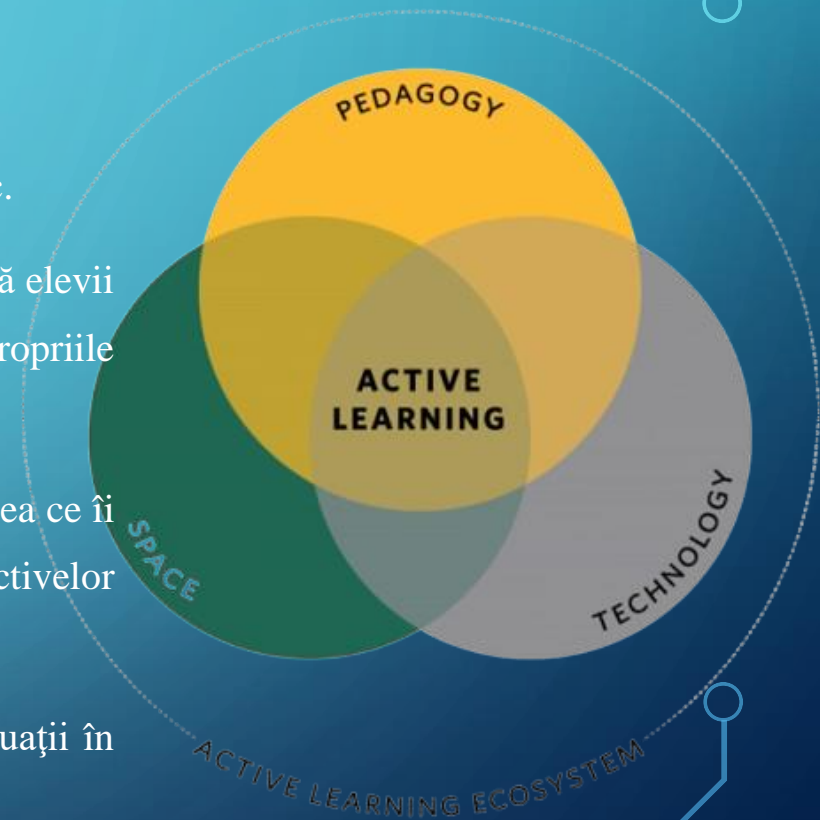 PEDAGOGY
ă elevii
ropriile
ACTIVE
LEARNING
ea ce îi
ctivelor
SPACE
TECHNOLOGY
uaţii în
ACTIVE LEARNING ECOSYSTEM